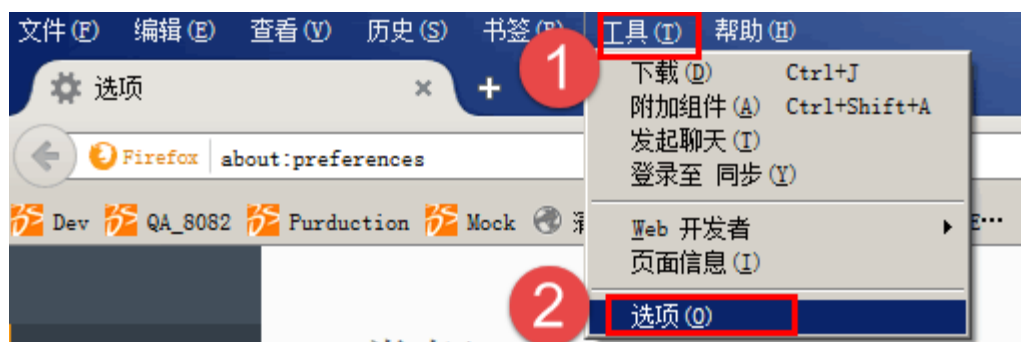 文件(F) 编辑(E) 查看(V) 历史(S) 书签 工具(T) 帮助(H)
1
选项 × +
下载(D) Ctrl+J
附加组件(A) Ctrl+Shift+A
发起聊天(T)
登录至 同步(Y)
Firefox about:preferences
Dev QA_8082 Purduction Mock
Web 开发者
页面信息(I)
2
选项(O)